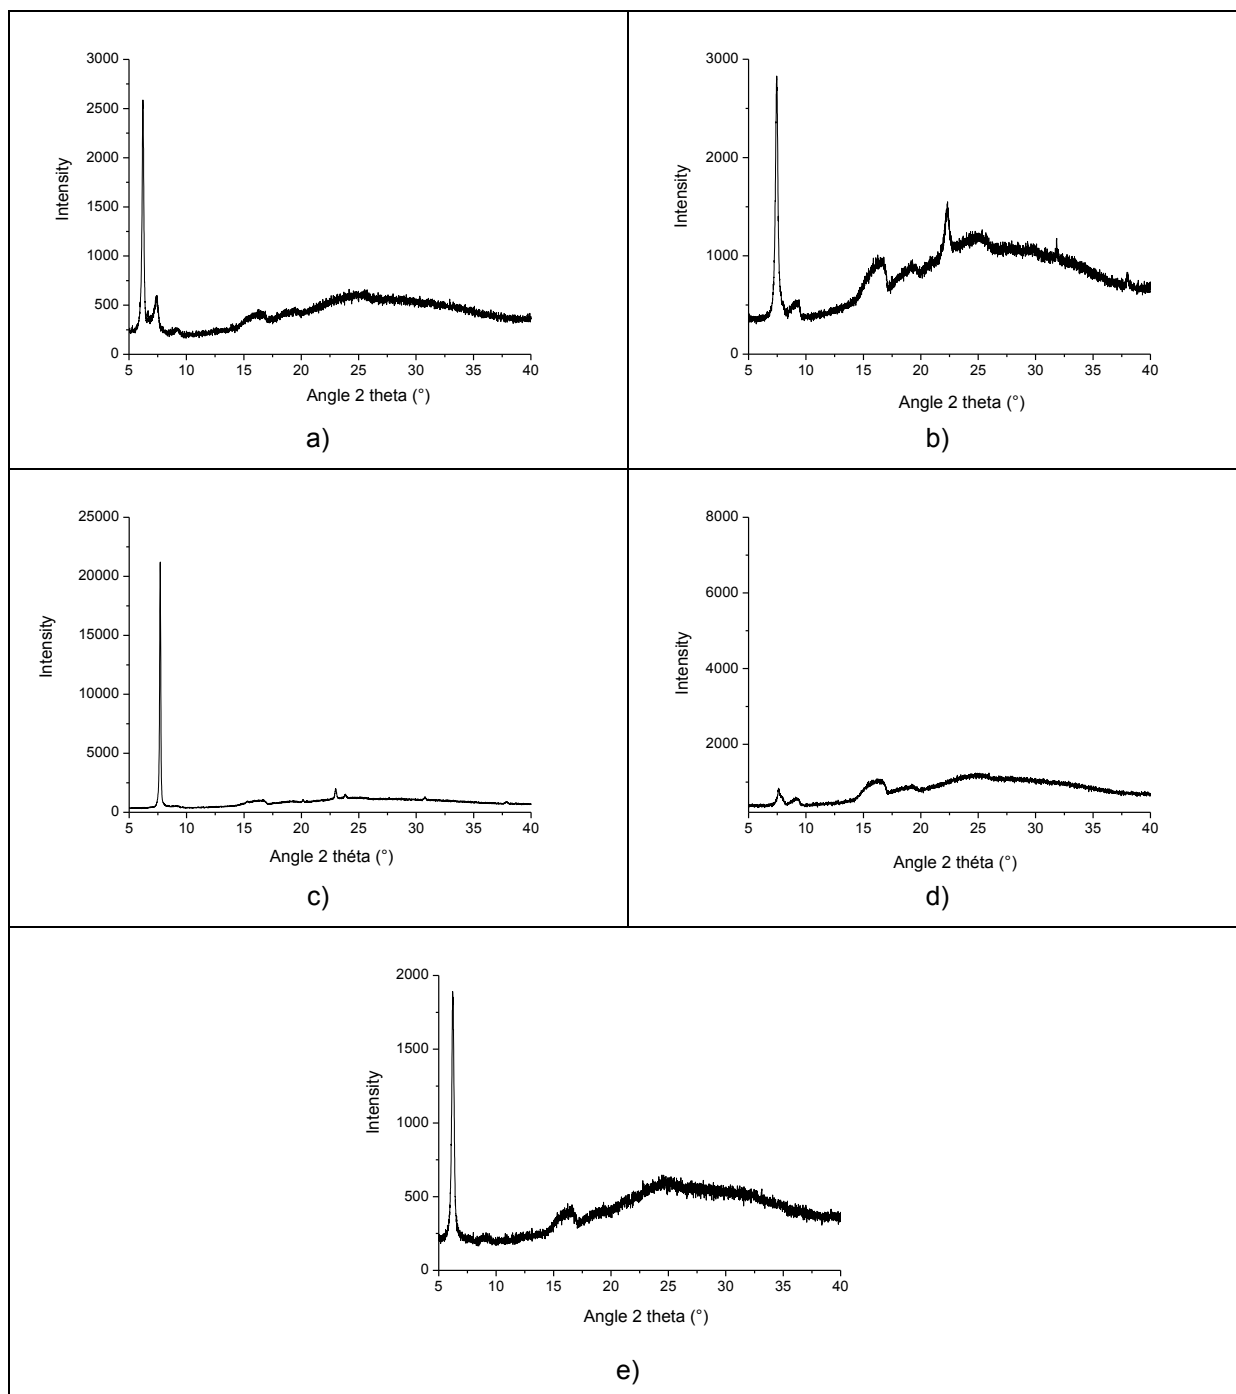 3000
2500
2000
1500
1000
500
0
Intensity
5 10 15 20 25 30 35 40
Angle 2 theta (°)
a)
3000
2000
1000
0
Intensity
5 10 15 20 25 30 35 40
Angle 2 theta (°)
b)
25000
20000
15000
10000
5000
0
Intensity
5 10 15 20 25 30 35 40
Angle 2 théta (°)
c)
8000
6000
4000
2000
Intensity
5 10 15 20 25 30 35 40
Angle 2 théta (°)
d)
2000
1500
1000
500
0
Intensity
5 10 15 20 25 30 35 40
Angle 2 theta (°)
e)